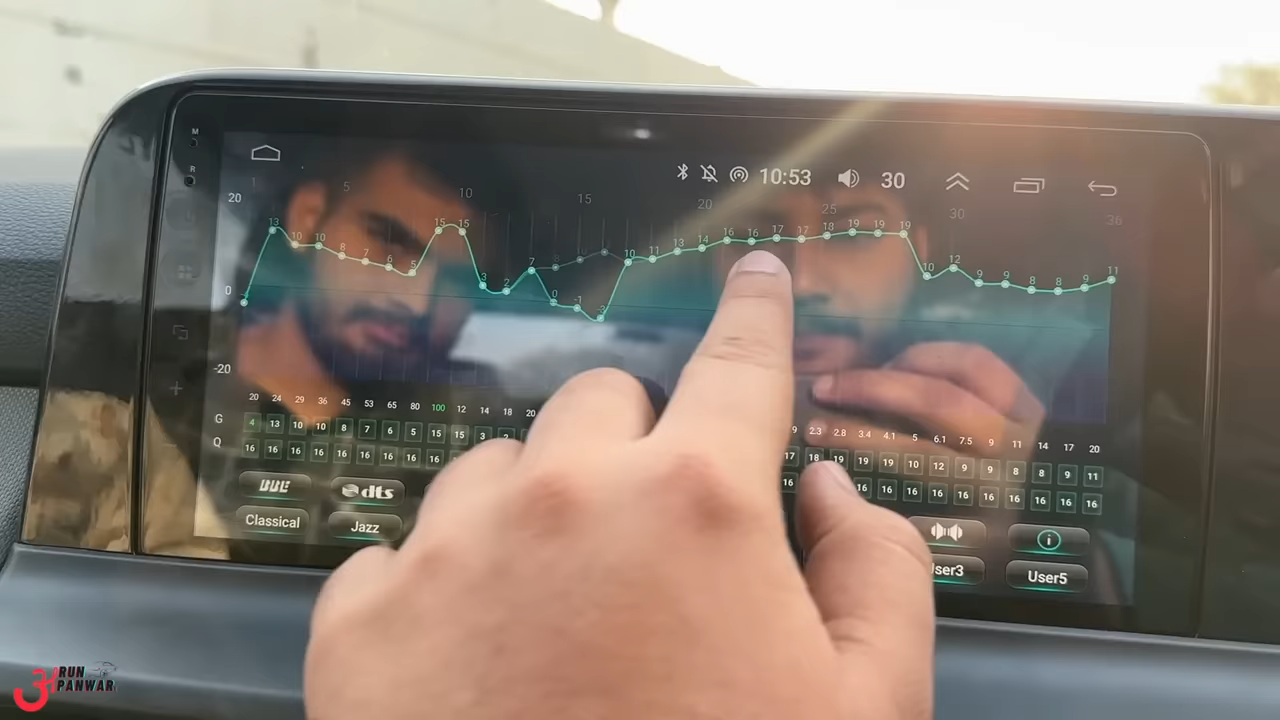 M
10:53 30
R
1 5 10 15 20 25 30 36
20
13 10 10 8 7 6 5 15 15 3 2 7 0 -1 10 11 13 14 16 16 17 17 18 19 19 19 10 12 9 9 8 8 9 11
0
-20
20 24 29 36 45 53 65 80 100 12 14 18 20 2.3 2.8 3.4 4.1 5 6.1 7.5 9 11 14 17 20
G 4 13 10 10 8 7 6 5 15 15 3 17 18 19 19 19 10 12 9 9 8 8 9 11
Q 16 16 16 16 16 16 16 16 16 16 16 16 16 16 16 16 16 16 16 16
BBE dts
Classical Jazz User3 User5
RUN
PANWAR